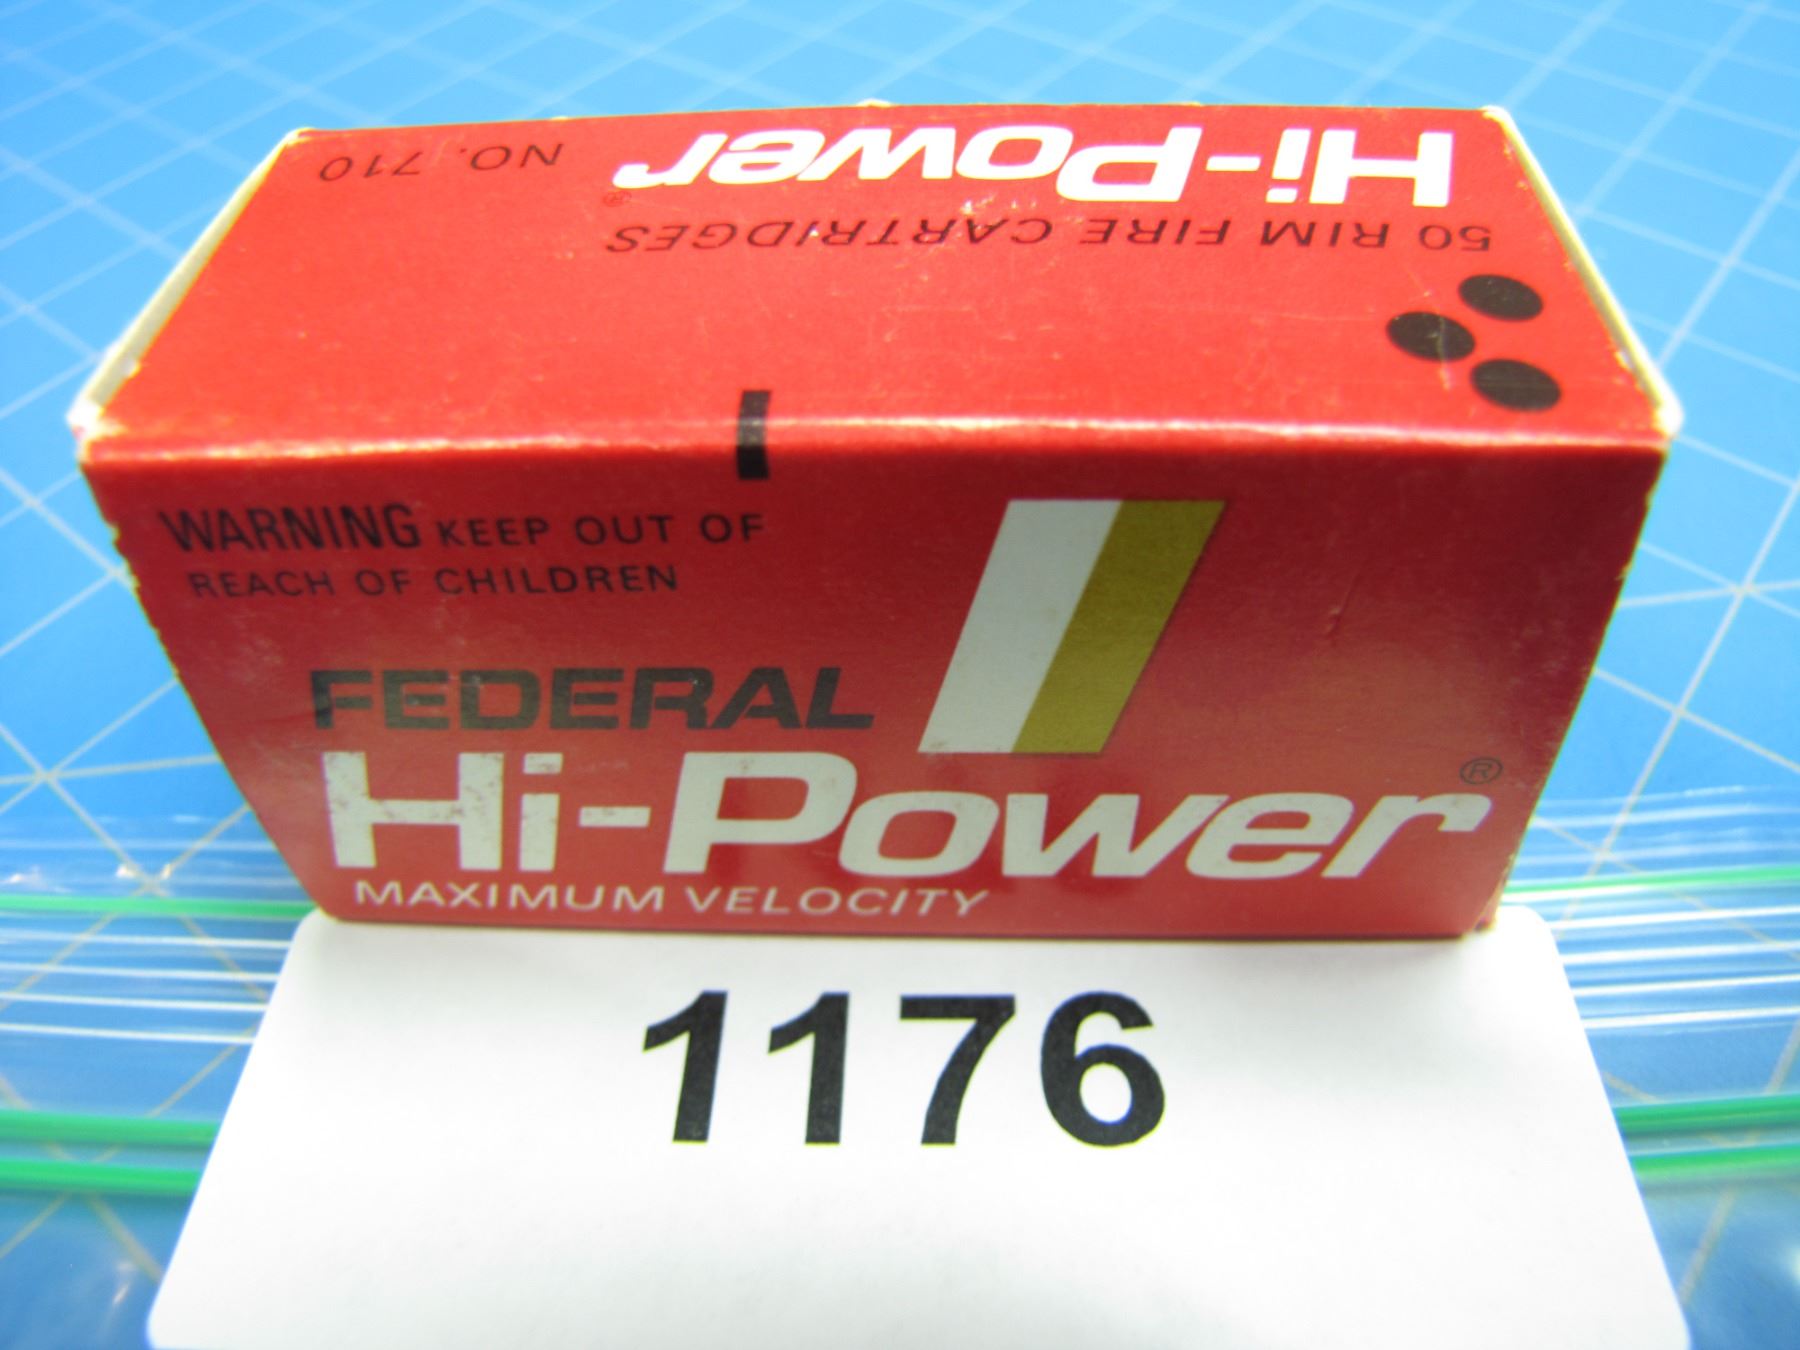 NO. 710
Hi-Power®
50 RIM FIRE CARTRIDGES
WARNING KEEP OUT OF
REACH OF CHILDREN
FEDERAL
Hi-Power®
MAXIMUM VELOCITY
1176